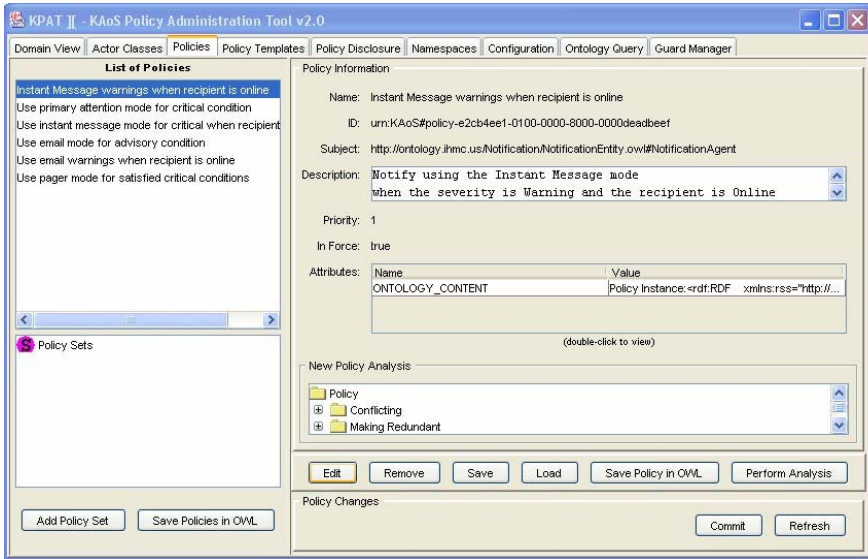 KPAT ][ - KAoS Policy Administration Tool v2.0
Domain View Actor Classes Policies Policy Templates Policy Disclosure Namespaces Configuration Ontology Query Guard Manager
List of Policies
Instant Message warnings when recipient is online
Use primary attention mode for critical condition
Use instant message mode for critical when recipient
Use email mode for advisory condition
Use email warnings when recipient is online
Use pager mode for satisfied critical conditions
S Policy Sets
Add Policy Set Save Policies in OWL
Policy Information
Name: Instant Message warnings when recipient is online
ID: urn:KAoS#policy-e2cb4ee1-0100-0000-8000-0000deadbeef
Subject: http://ontology.ihmc.us/Notification/NotificationEntity.owl#NotificationAgent
Description: Notify using the Instant Message mode
when the severity is Warning and the recipient is Online
Priority: 1
In Force: true
Attributes: Name Value
ONTOLOGY_CONTENT Policy Instance:<rdf:RDF xmlns:rss="http://...
(double-click to view)
New Policy Analysis
Policy
Conflicting
Making Redundant
Edit Remove Save Load Save Policy in OWL Perform Analysis
Policy Changes
Commit Refresh